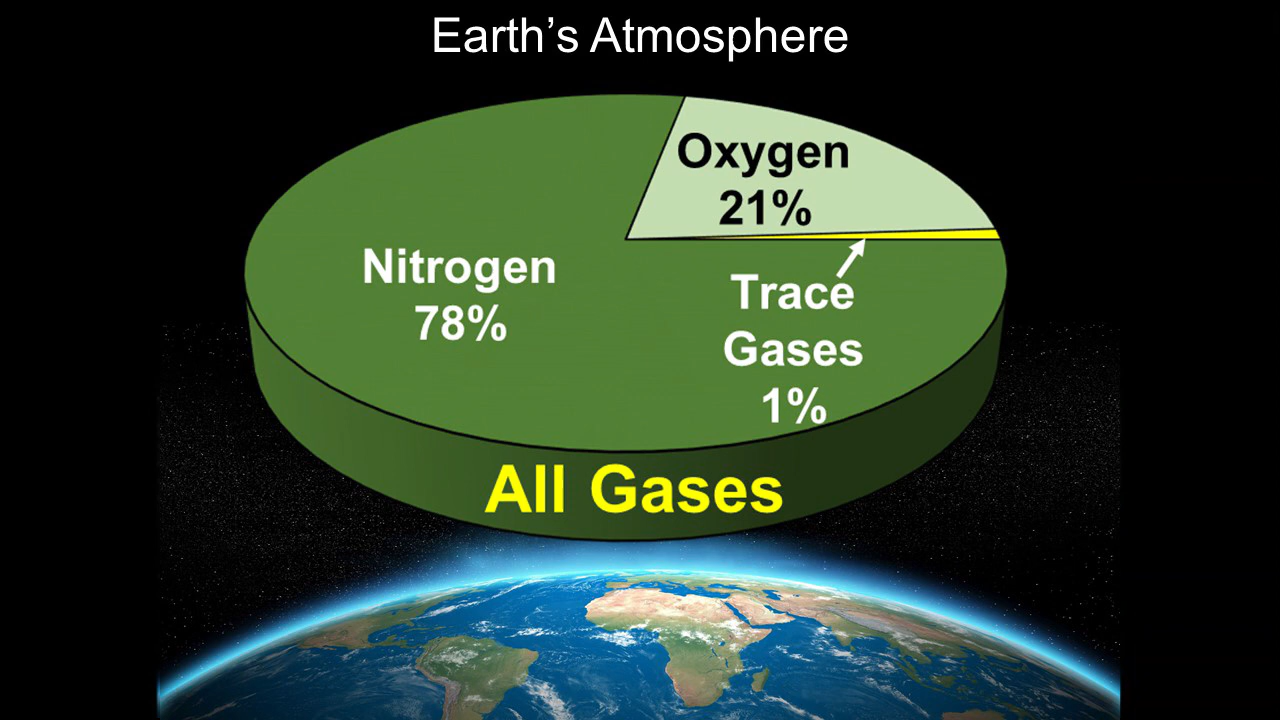 Earth’s Atmosphere
Oxygen
21%
Nitrogen
78%
Trace
Gases
1%
All Gases